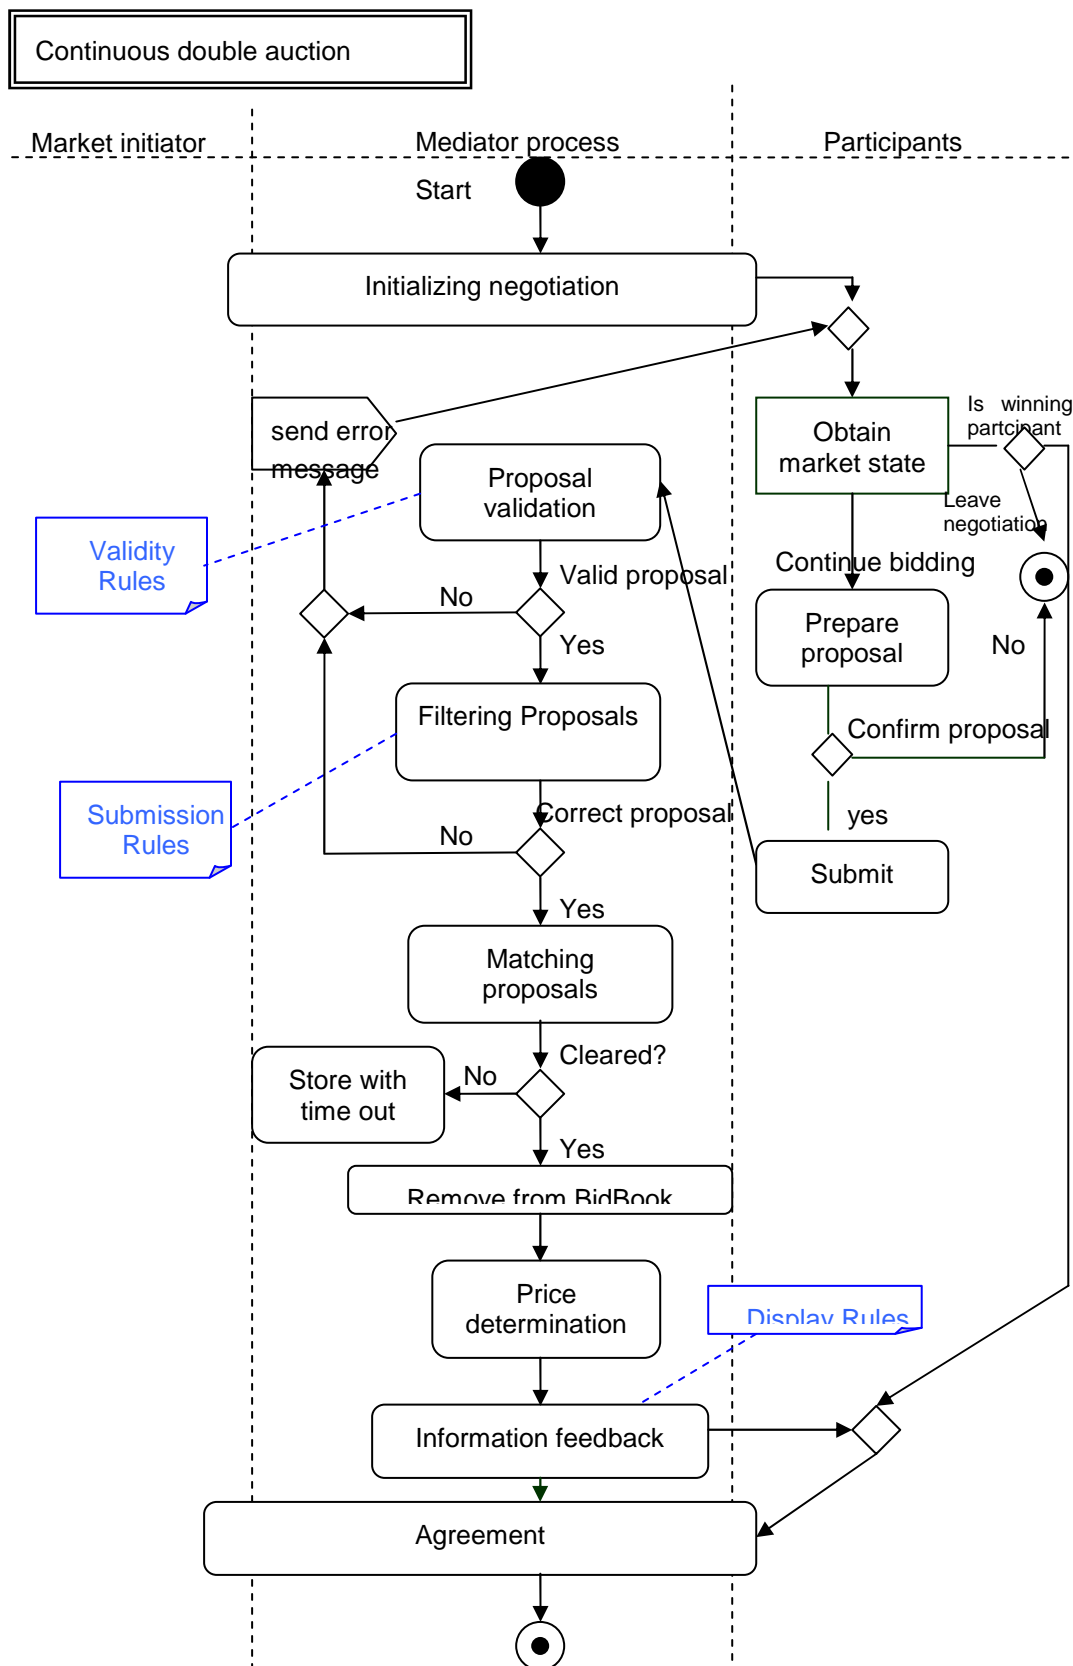 Continuous double auction
Market initiator
Mediator process
Participants
Start
Initializing negotiation
send error
message
Is winning
partcipant
Obtain
market state
Proposal
validation
Leave
negotiation
Validity
Rules
Valid proposal
Continue bidding
No
Yes
Prepare
proposal
No
Filtering Proposals
Confirm proposal
Submission
Rules
Correct proposal
No
yes
Submit
Yes
Matching
proposals
Cleared?
Store with
time out
No
Yes
Remove from BidBook
Price
determination
Display Rules
Information feedback
Agreement